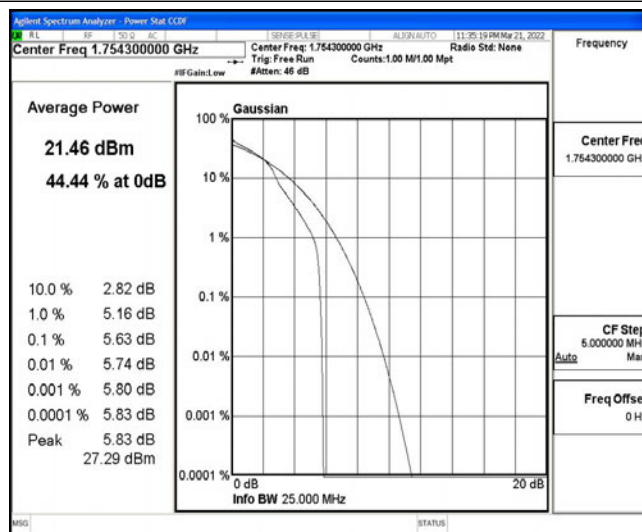 Agilent Spectrum Analyzer - Power Stat CCDF
RL RF 50 Ω AC SENSE:PULSE ALIGN AUTO 11:35:19 PM Mar 21, 2022
Center Freq 1.754300000 GHz
Center Freq: 1.754300000 GHz Radio Std: None
Trig: Free Run Counts:1.00 M/1.00 Mpt
#IFGain:Low #Atten: 46 dB
Frequency
Average Power
21.46 dBm
44.44 % at 0dB
10.0 % 2.82 dB
1.0 % 5.16 dB
0.1 % 5.63 dB
0.01 % 5.74 dB
0.001 % 5.80 dB
0.0001 % 5.83 dB
Peak 5.83 dB
27.29 dBm
Gaussian
100 %
10 %
1 %
0.1 %
0.01 %
0.001 %
0.0001 %
0 dB 20 dB
Info BW 25.000 MHz
Center Fre
1.754300000 GH
CF Step
5.000000 MH
Auto Ma
Freq Offse
0 H
MSG STATUS